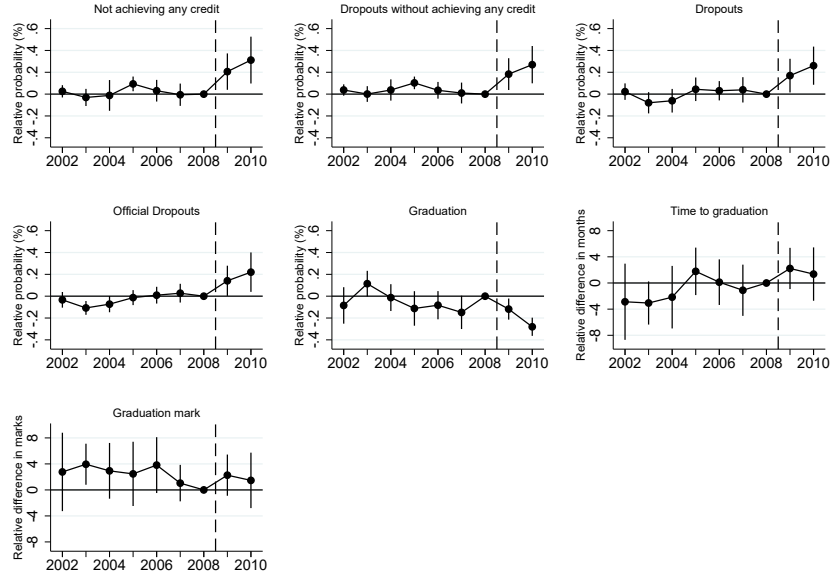 Not achieving any credit
Relative probability (%)
.6
.4
.2
0
-.2
-.4
2002 2004 2006 2008 2010
Dropouts without achieving any credit
Relative probability (%)
.6
.4
.2
0
-.2
-.4
2002 2004 2006 2008 2010
Dropouts
Relative probability (%)
.6
.4
.2
0
-.2
-.4
2002 2004 2006 2008 2010
Official Dropouts
Relative probability (%)
.6
.4
.2
0
-.2
-.4
2002 2004 2006 2008 2010
Graduation
Relative probability (%)
.6
.4
.2
0
-.2
-.4
2002 2004 2006 2008 2010
Time to graduation
Relative difference in months
8
4
0
-4
-8
2002 2004 2006 2008 2010
Graduation mark
Relative difference in marks
8
4
0
-4
-8
2002 2004 2006 2008 2010